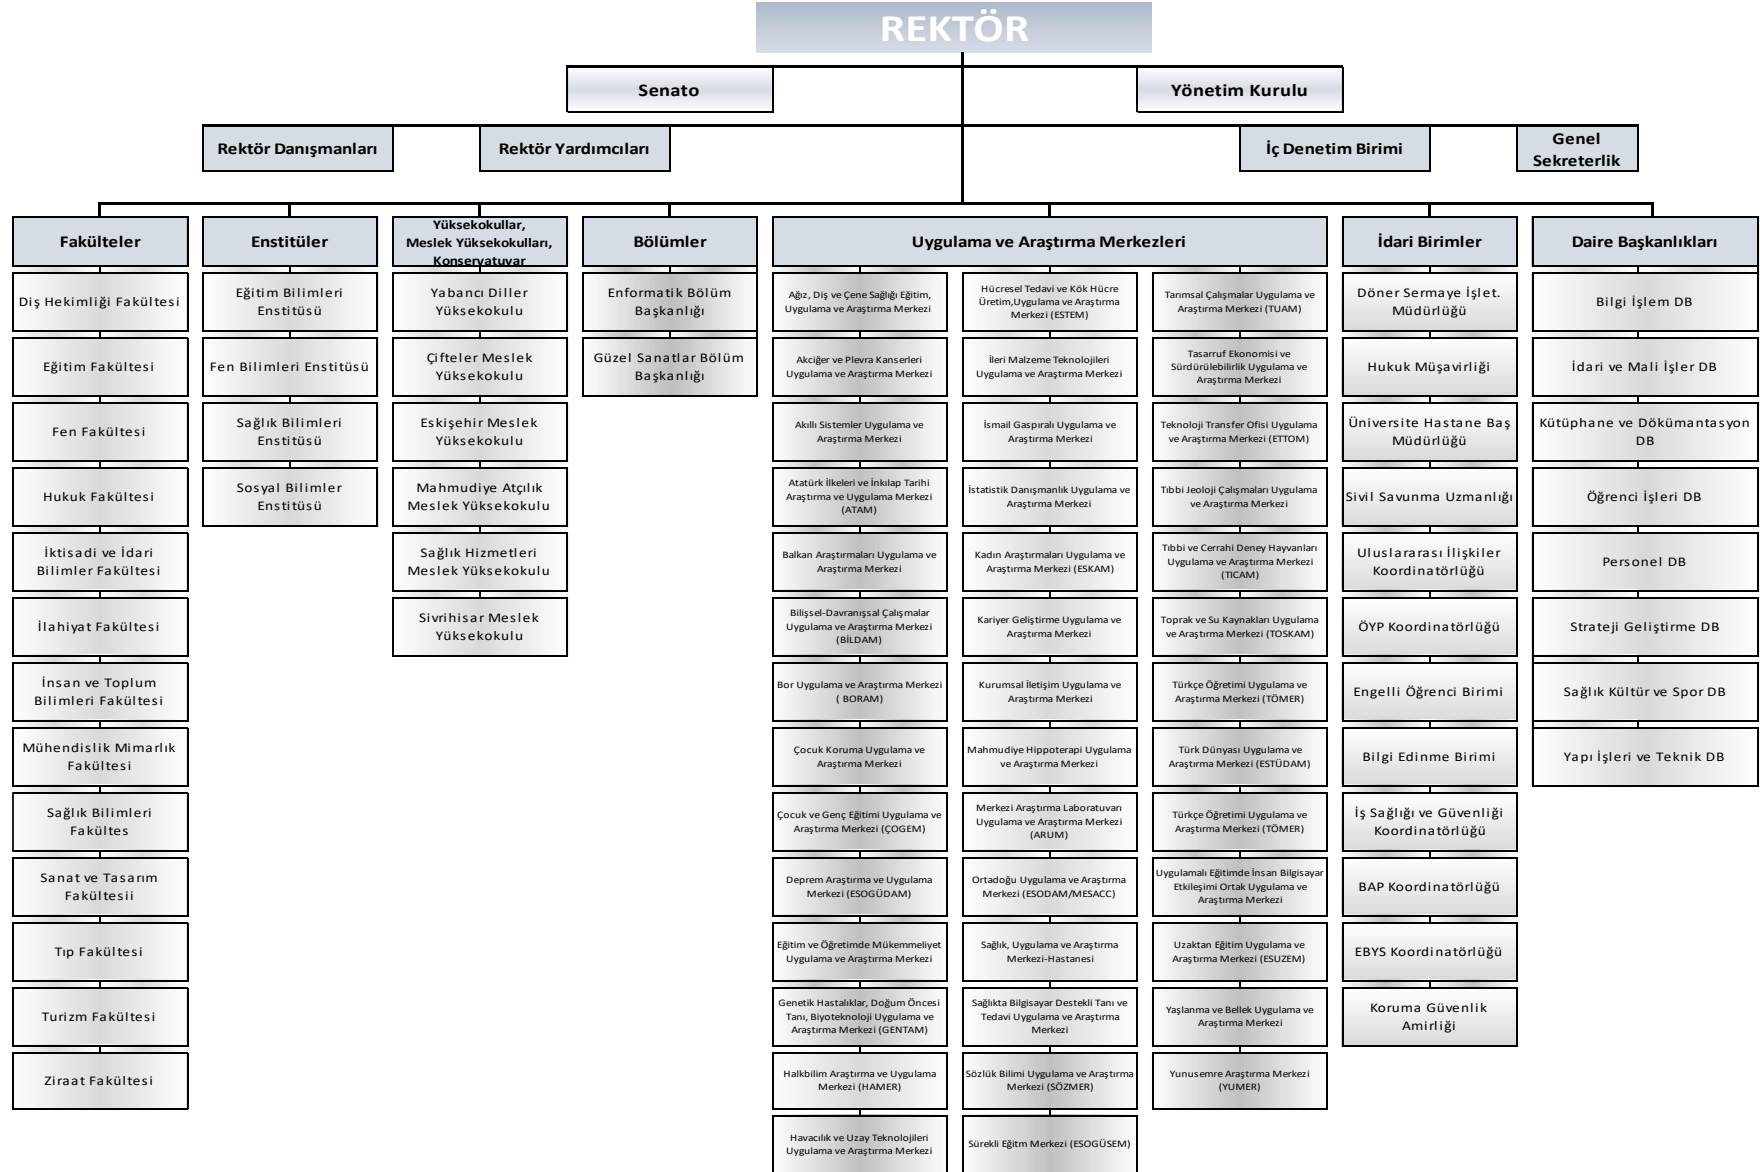 REKTÖR
Senato
Yönetim Kurulu
Rektör Danışmanları
Rektör Yardımcıları
İç Denetim Birimi
Genel
Sekreterlik
Fakülteler
Diş Hekimliği Fakültesi
Eğitim Fakültesi
Fen Fakültesi
Hukuk Fakültesi
İktisadi ve İdari
Bilimler Fakültesi
İlahiyat Fakültesi
İnsan ve Toplum
Bilimleri Fakültesi
Mühendislik Mimarlık
Fakültesi
Sağlık Bilimleri
Fakültes
Sanat ve Tasarım
Fakültesii
Tıp Fakültesi
Turizm Fakültesi
Ziraat Fakültesi
Enstitüler
Eğitim Bilimleri
Enstitüsü
Fen Bilimleri Enstitüsü
Sağlık Bilimleri
Enstitüsü
Sosyal Bilimler
Enstitüsü
Yüksekokullar,
Meslek Yüksekokulları,
Konservatuvar
Yabancı Diller
Yüksekokulu
Çifteler Meslek
Yüksekokulu
Eskişehir Meslek
Yüksekokulu
Mahmudiye Atçılık
Meslek Yüksekokulu
Sağlık Hizmetleri
Meslek Yüksekokulu
Sivrihisar Meslek
Yüksekokulu
Bölümler
Enformatik Bölüm
Başkanlığı
Güzel Sanatlar Bölüm
Başkanlığı
Uygulama ve Araştırma Merkezleri
Ağız, Diş ve Çene Sağlığı Eğitim,
Uygulama ve Araştırma Merkezi
Akciğer ve Plevra Kanserleri
Uygulama ve Araştırma Merkezi
Akıllı Sistemler Uygulama ve
Araştırma Merkezi
Atatürk İlkeleri ve İnkılap Tarihi
Araştırma ve Uygulama Merkezi
(ATAM)
Balkan Araştırmaları Uygulama ve
Araştırma Merkezi
Bilişsel-Davranışsal Çalışmalar
Uygulama ve Araştırma Merkezi
(BİLDAM)
Bor Uygulama ve Araştırma Merkezi
( BORAM)
Çocuk Koruma Uygulama ve
Araştırma Merkezi
Çocuk ve Genç Eğitimi Uygulama ve
Araştırma Merkezi (ÇOGEM)
Deprem Araştırma ve Uygulama
Merkezi (ESOGÜDAM)
Eğitim ve Öğretimde Mükemmeliyet
Uygulama ve Araştırma Merkezi
Genetik Hastalıklar, Doğum Öncesi
Tanı, Biyoteknoloji Uygulama ve
Araştırma Merkezi (GENTAM)
Halkbilim Araştırma ve Uygulama
Merkezi (HAMER)
Havacılık ve Uzay Teknolojileri
Uygulama ve Araştırma Merkezi
Hücresel Tedavi ve Kök Hücre
Üretim,Uygulama ve Araştırma
Merkezi (ESTEM)
İleri Malzeme Teknolojileri
Uygulama ve Araştırma Merkezi
İsmail Gaspıralı Uygulama ve
Araştırma Merkezi
İstatistik Danışmanlık Uygulama ve
Araştırma Merkezi
Kadın Araştırmaları Uygulama ve
Araştırma Merkezi (ESKAM)
Kariyer Geliştirme Uygulama ve
Araştırma Merkezi
Kurumsal İletişim Uygulama ve
Araştırma Merkezi
Mahmudiye Hippoterapi Uygulama
ve Araştırma Merkezi
Merkezi Araştırma Laboratuvarı
Uygulama ve Araştırma Merkezi
(ARUM)
Ortadoğu Uygulama ve Araştırma
Merkezi (ESODAM/MESACC)
Sağlık, Uygulama ve Araştırma
Merkezi-Hastanesi
Sağlıkta Bilgisayar Destekli Tanı ve
Tedavi Uygulama ve Araştırma
Merkezi
Sözlük Bilimi Uygulama ve Araştırma
Merkezi (SÖZMER)
Sürekli Eğitm Merkezi (ESOGÜSEM)
Tarımsal Çalışmalar Uygulama ve
Araştırma Merkezi (TUAM)
Tasarruf Ekonomisi ve
Sürdürülebilirlik Uygulama ve
Araştırma Merkezi
Teknoloji Transfer Ofisi Uygulama
ve Araştırma Merkezi (ETTOM)
Tıbbi Jeoloji Çalışmaları Uygulama
ve Araştırma Merkezi
Tıbbi ve Cerrahi Deney Hayvanları
Uygulama ve Araştırma Merkezi
(TICAM)
Toprak ve Su Kaynakları Uygulama
ve Araştırma Merkezi (TOSKAM)
Türkçe Öğretimi Uygulama ve
Araştırma Merkezi (TÖMER)
Türk Dünyası Uygulama ve
Araştırma Merkezi (ESTÜDAM)
Türkçe Öğretimi Uygulama ve
Araştırma Merkezi (TÖMER)
Uygulamalı Eğitimde İnsan Bilgisayar
Etkileşimi Ortak Uygulama ve
Araştırma Merkezi
Uzaktan Eğitim Uygulama ve
Araştırma Merkezi (ESUZEM)
Yaşlanma ve Bellek Uygulama ve
Araştırma Merkezi
Yunusemre Araştırma Merkezi
(YUMER)
İdari Birimler
Döner Sermaye İşlet.
Müdürlüğü
Hukuk Müşavirliği
Üniversite Hastane Baş
Müdürlüğü
Sivil Savunma Uzmanlığı
Uluslararası İlişkiler
Koordinatörlüğü
ÖYP Koordinatörlüğü
Engelli Öğrenci Birimi
Bilgi Edinme Birimi
İş Sağlığı ve Güvenliği
Koordinatörlüğü
BAP Koordinatörlüğü
EBYS Koordinatörlüğü
Koruma Güvenlik
Amirliği
Daire Başkanlıkları
Bilgi İşlem DB
İdari ve Mali İşler DB
Kütüphane ve Dökümantasyon
DB
Öğrenci İşleri DB
Personel DB
Strateji Geliştirme DB
Sağlık Kültür ve Spor DB
Yapı İşleri ve Teknik DB